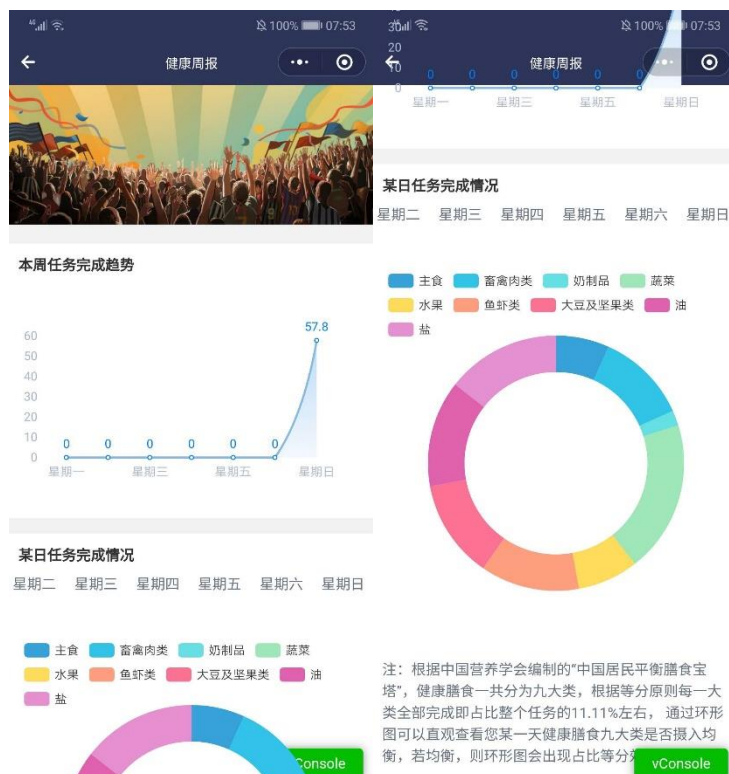 46
100%
07:53
健康周报
本周任务完成趋势
60
50
40
30
20
10
0
0
0
0
0
0
0
57.8
星期一
星期三
星期五
星期日
某日任务完成情况
星期二 星期三 星期四 星期五 星期六 星期日
主食 畜禽肉类 奶制品 蔬菜
水果 鱼虾类 大豆及坚果类 油
盐
Console
30
100%
07:53
20
健康周报
10
0
0
0
0
0
0
0
星期一
星期三
星期五
星期日
某日任务完成情况
星期二 星期三 星期四 星期五 星期六 星期日
主食 畜禽肉类 奶制品 蔬菜
水果 鱼虾类 大豆及坚果类 油
盐
注：根据中国营养学会编制的“中国居民平衡膳食宝
塔”，健康膳食一共分为九大类，根据等分原则每一大
类全部完成即占比整个任务的11.11%左右， 通过环形
图可以直观查看您某一天健康膳食九大类是否摄入均
衡，若均衡，则环形图会出现占比等分
vConsole